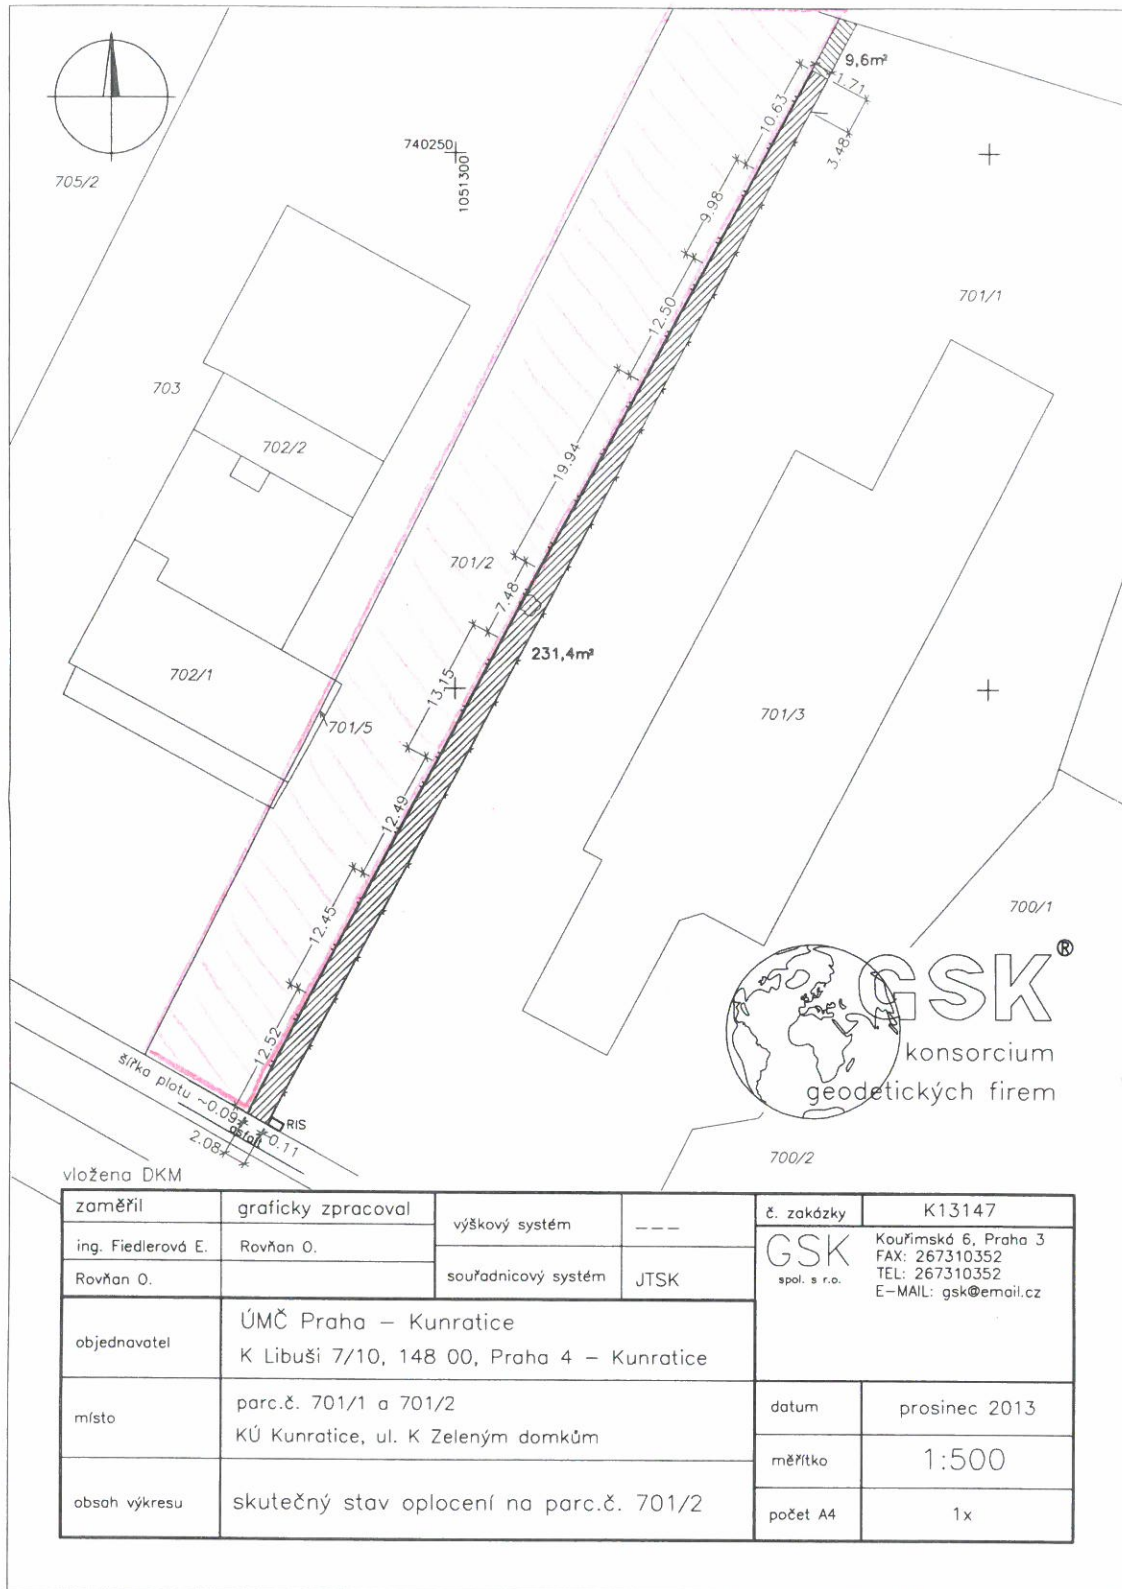 9,6m²
1.71
10.63
3.48
740250
1051300
705/2
9.98
701/1
12.50
703
702/2
19.94
701/2
7.48
231,4m²
702/1
13.15
701/5
701/3
12.49
700/1
12.45
GSK®
konsorcium
geodetických firem
12.52
šířka plotu ~0.09
asfalt
RIS
0.11
2.08
700/2
vložena DKM
zaměřil
graficky zpracoval
výškový systém
---
č. zakázky
K13147
ing. Fiedlerová E.
Rovňan O.
Rovňan O.
souřadnicový systém
JTSK
GSK
spol. s r.o.
Kouřimská 6, Praha 3
FAX: 267310352
TEL: 267310352
E-MAIL: gsk@email.cz
objednavatel
ÚMČ Praha – Kunratice
K Libuši 7/10, 148 00, Praha 4 – Kunratice
místo
parc.č. 701/1 a 701/2
KÚ Kunratice, ul. K Zeleným domkům
datum
prosinec 2013
měřítko
1:500
obsah výkresu
skutečný stav oplocení na parc.č. 701/2
počet A4
1x